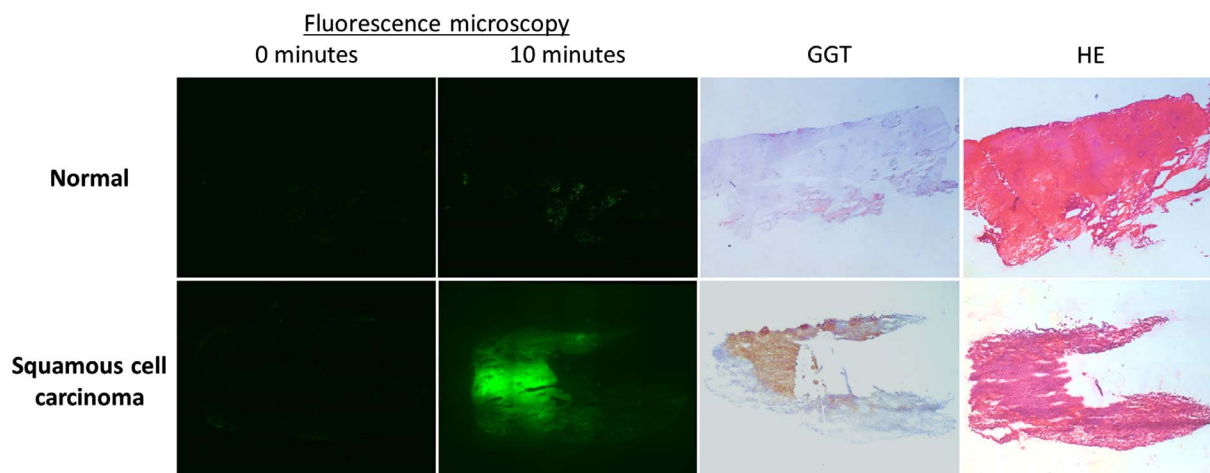 Fluorescence microscopy
0 minutes 10 minutes GGT HE
Normal
Squamous cell
carcinoma